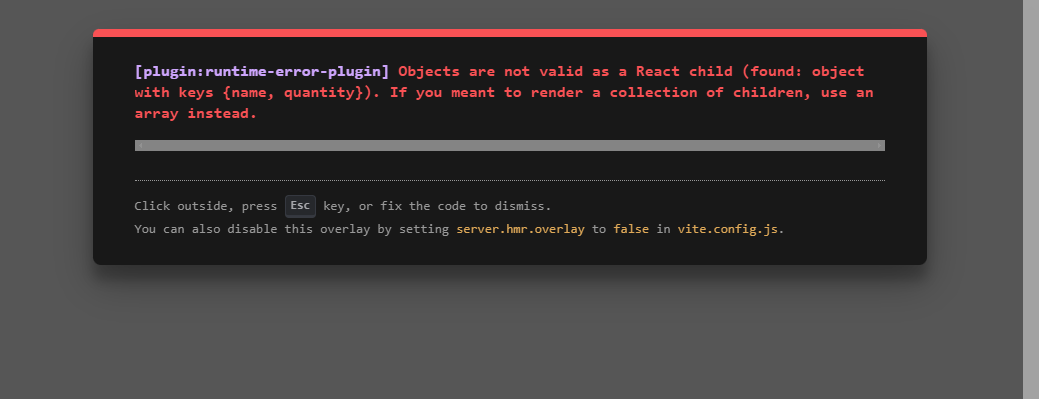 [plugin:runtime-error-plugin] Objects are not valid as a React child (found: object
with keys {name, quantity}). If you meant to render a collection of children, use an
array instead.
Click outside, press Esc key, or fix the code to dismiss.
You can also disable this overlay by setting server.hmr.overlay to false in vite.config.js.